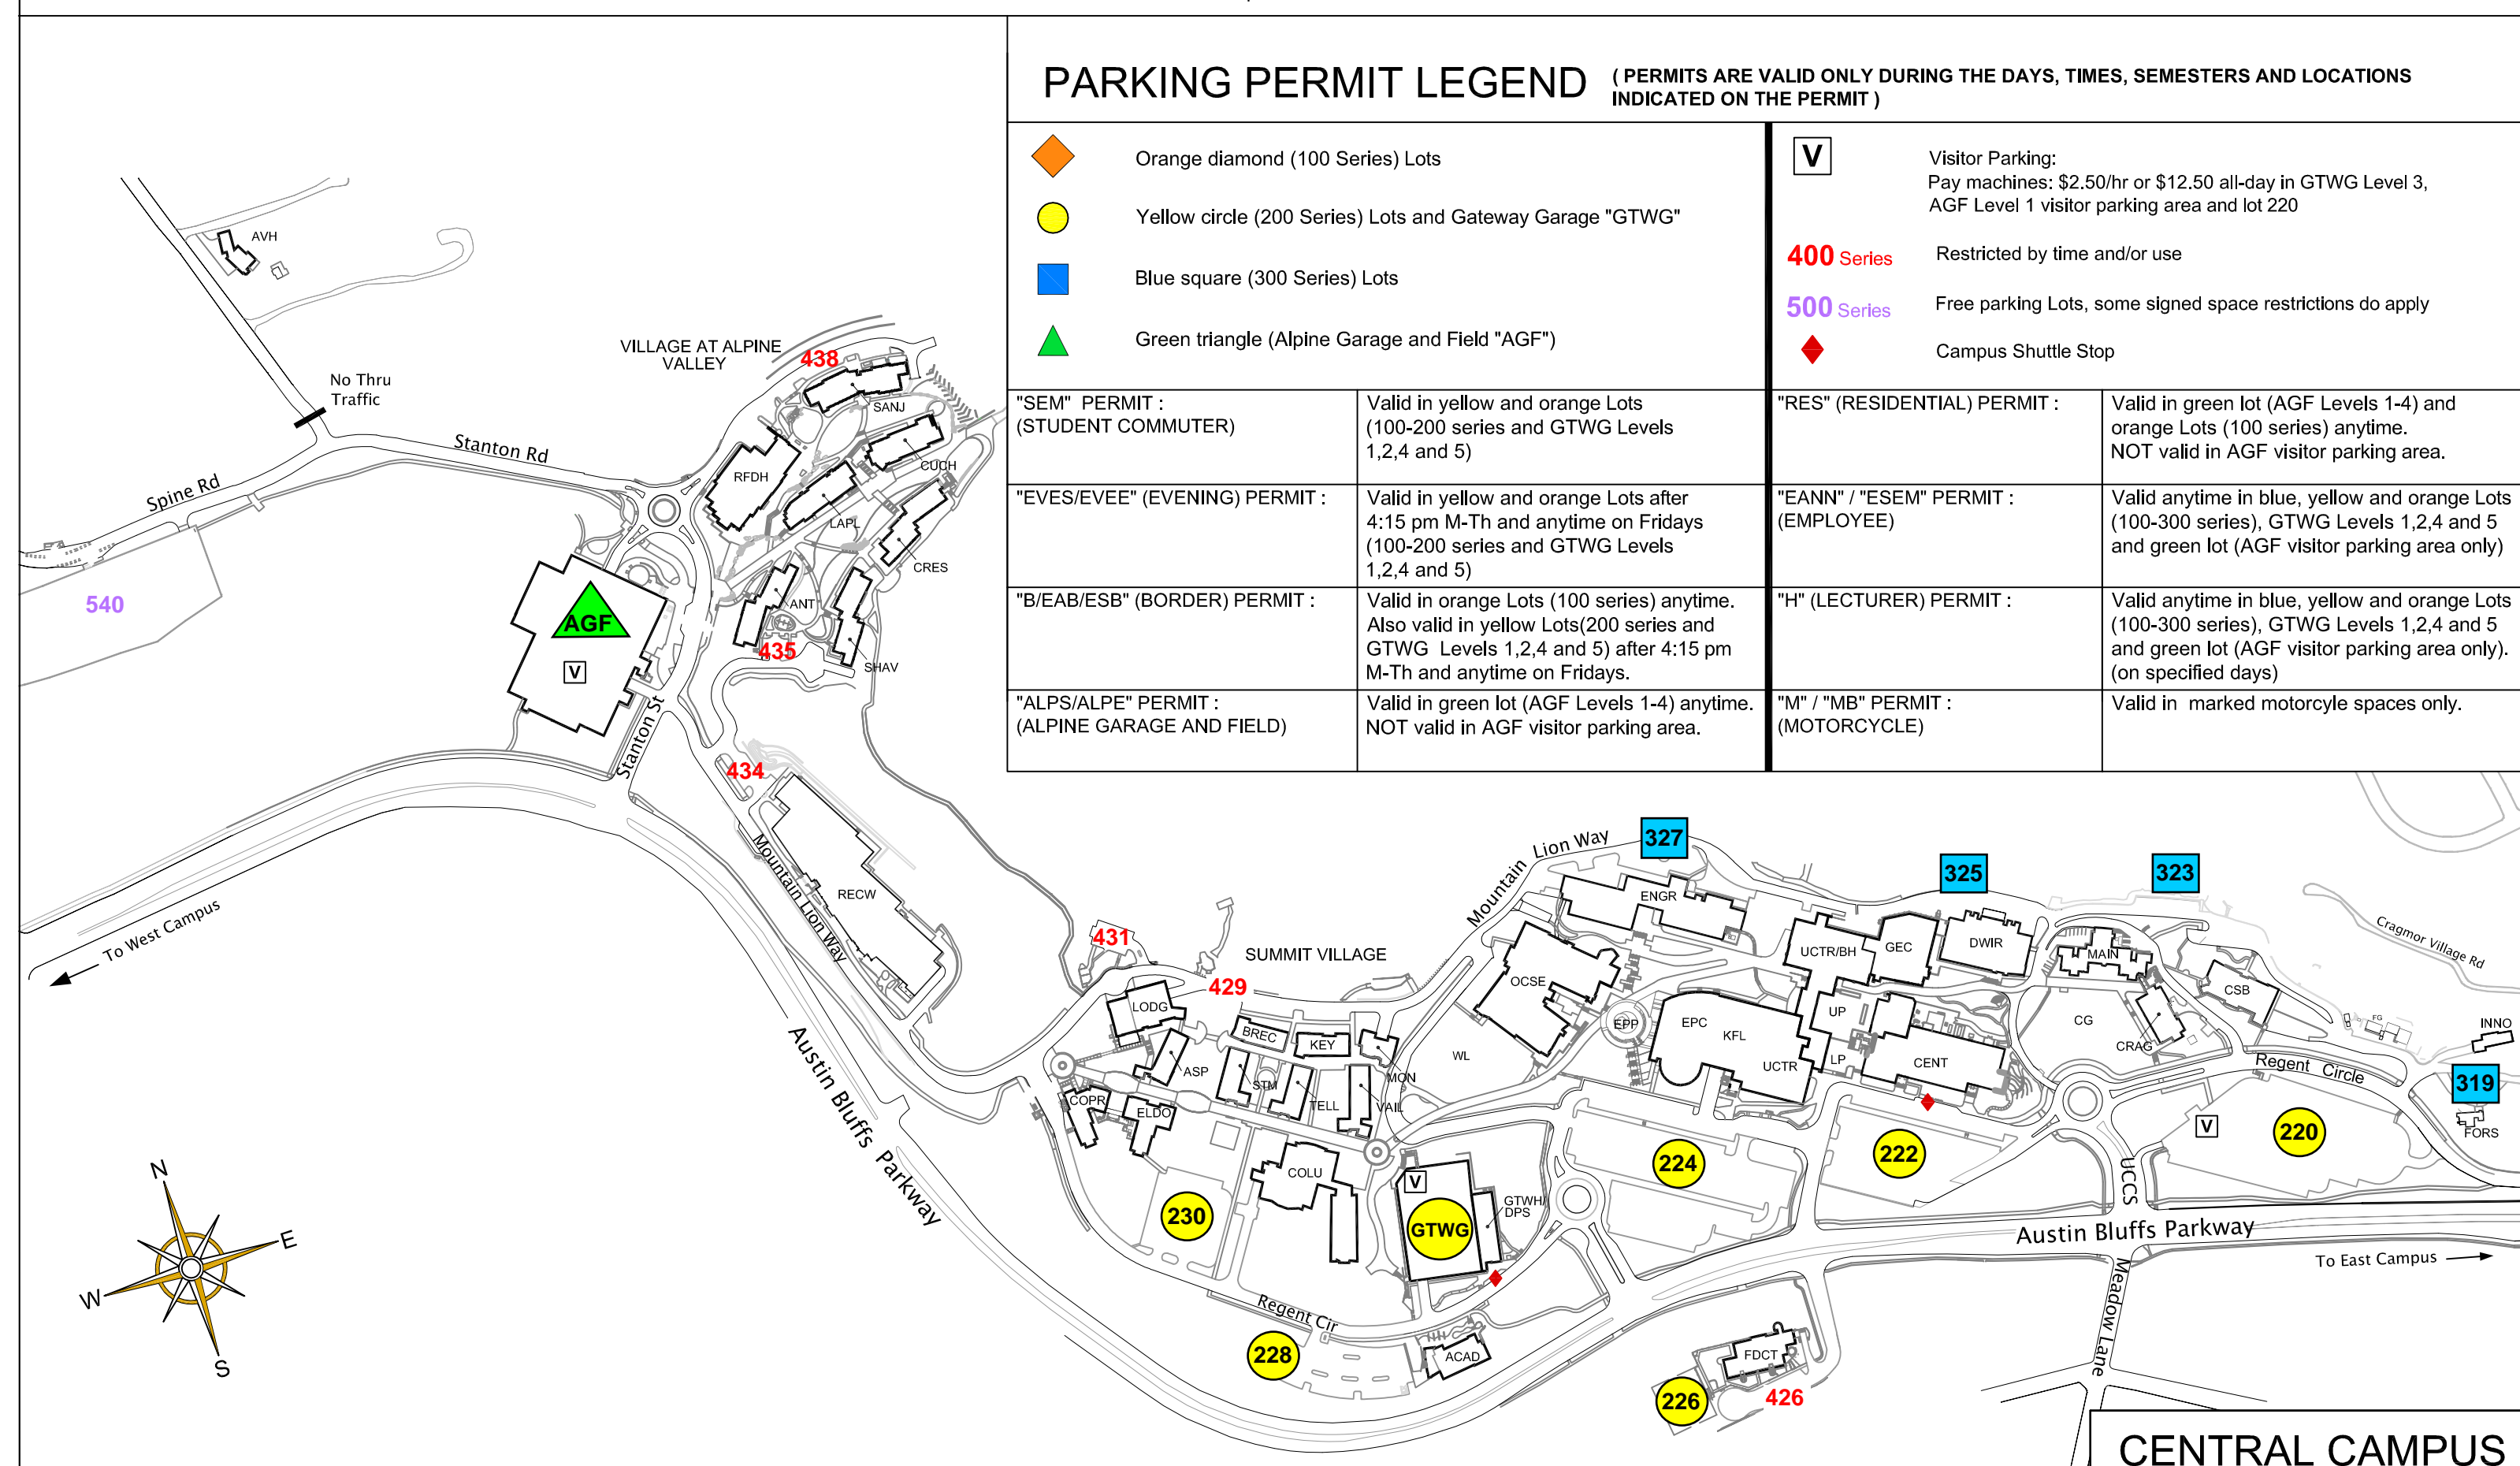 PARKING PERMIT LEGEND
( PERMITS ARE VALID ONLY DURING THE DAYS, TIMES, SEMESTERS AND LOCATIONS
INDICATED ON THE PERMIT )
Orange diamond (100 Series) Lots
Yellow circle (200 Series) Lots and Gateway Garage "GTWG"
Blue square (300 Series) Lots
Green triangle (Alpine Garage and Field "AGF")
V
Visitor Parking:
Pay machines: $2.50/hr or $12.50 all-day in GTWG Level 3,
AGF Level 1 visitor parking area and lot 220
400 Series
Restricted by time and/or use
500 Series
Free parking Lots, some signed space restrictions do apply
Campus Shuttle Stop
"SEM" PERMIT :
(STUDENT COMMUTER)
Valid in yellow and orange Lots
(100-200 series and GTWG Levels
1,2,4 and 5)
"RES" (RESIDENTIAL) PERMIT :
Valid in green lot (AGF Levels 1-4) and
orange Lots (100 series) anytime.
NOT valid in AGF visitor parking area.
"EVES/EVEE" (EVENING) PERMIT :
Valid in yellow and orange Lots after
4:15 pm M-Th and anytime on Fridays
(100-200 series and GTWG Levels
1,2,4 and 5)
"EANN" / "ESEM" PERMIT :
(EMPLOYEE)
Valid anytime in blue, yellow and orange Lots
(100-300 series), GTWG Levels 1,2,4 and 5
and green lot (AGF visitor parking area only)
"B/EAB/ESB" (BORDER) PERMIT :
Valid in orange Lots (100 series) anytime.
Also valid in yellow Lots(200 series and
GTWG Levels 1,2,4 and 5) after 4:15 pm
M-Th and anytime on Fridays.
"H" (LECTURER) PERMIT :
Valid anytime in blue, yellow and orange Lots
(100-300 series), GTWG Levels 1,2,4 and 5
and green lot (AGF visitor parking area only).
(on specified days)
"ALPS/ALPE" PERMIT :
(ALPINE GARAGE AND FIELD)
Valid in green lot (AGF Levels 1-4) anytime.
NOT valid in AGF visitor parking area.
"M" / "MB" PERMIT :
(MOTORCYCLE)
Valid in marked motorcyle spaces only.
AVH
No Thru
Traffic
Stanton Rd
Spine Rd
540
VILLAGE AT ALPINE
VALLEY
438
SANJ
CUCH
RFDH
LAPL
CRES
ANT
435
SHAV
AGF
V
Stanton St
434
Mountain Lion Way
RECW
Mountain Lion Way
To West Campus
Austin Bluffs Parkway
431
429
SUMMIT VILLAGE
LODG
BREC
KEY
MON
ASP
STM
TELL
VAIL
COPR
ELDO
COLU
230
Mountain Lion Way
327
ENGR
OCSE
WL
EPP
EPC
KFL
UCTR
UCTR/BH
GEC
UP
LP
325
DWIR
CENT
323
MAIN
CG
CRAG
CSB
FG
INNO
Cragmor Village Rd
Regent Circle
319
FORS
V
220
222
224
UCCS
V
GTWG
GTWH/
DPS
Regent Cir
228
ACAD
226
FDCT
426
Austin Bluffs Parkway
To East Campus
Meadow Lane
N
E
W
S
CENTRAL CAMPUS